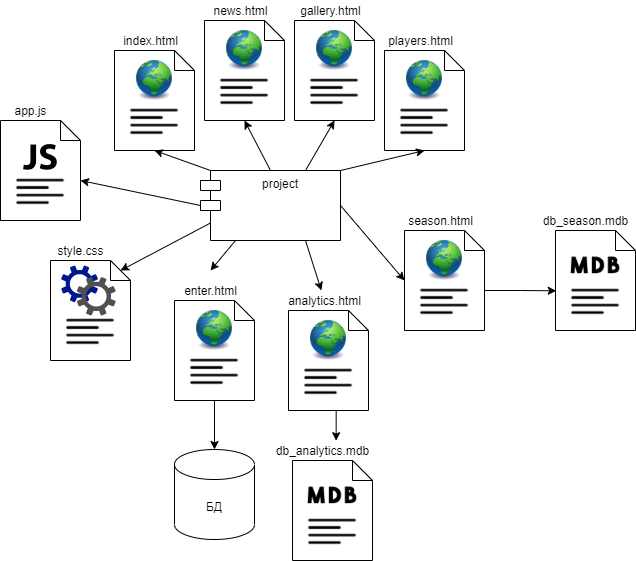 news.html
gallery.html
index.html
players.html
app.js
JS
project
season.html
db_season.mdb
MDB
style.css
enter.html
analytics.html
db_analytics.mdb
БД
MDB